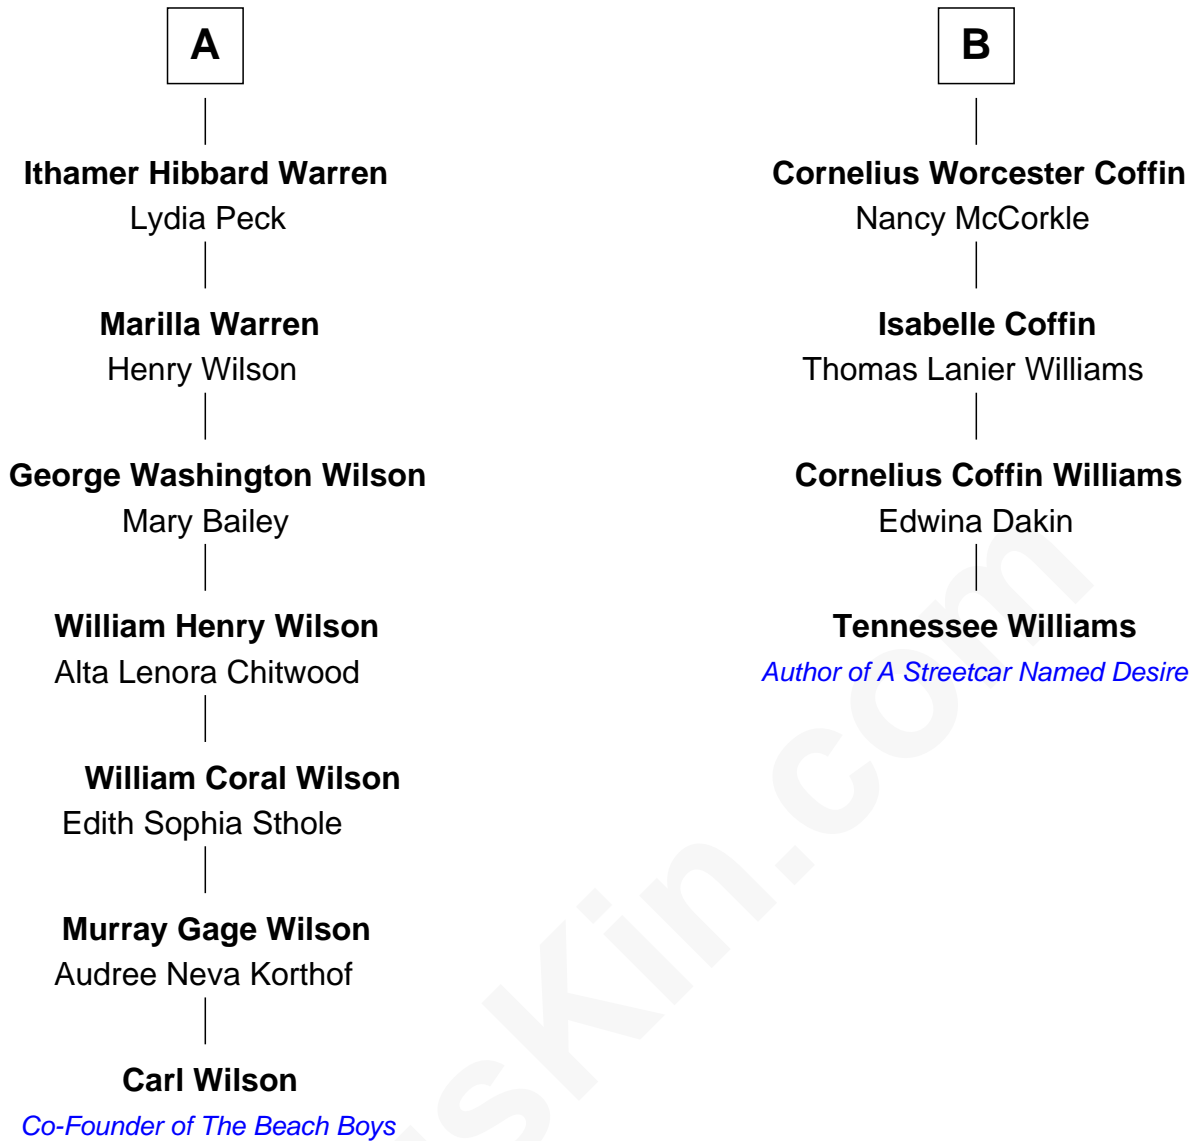 A
Ithamer Hibbard Warren
Lydia Peck
Marilla Warren
Henry Wilson
George Washington Wilson
Mary Bailey
William Henry Wilson
Alta Lenora Chitwood
William Coral Wilson
Edith Sophia Sthole
Murray Gage Wilson
Audree Neva Korthof
Carl Wilson
Co-Founder of The Beach Boys
B
Cornelius Worcester Coffin
Nancy McCorkle
Isabelle Coffin
Thomas Lanier Williams
Cornelius Coffin Williams
Edwina Dakin
Tennessee Williams
Author of A Streetcar Named Desire
sKin.com